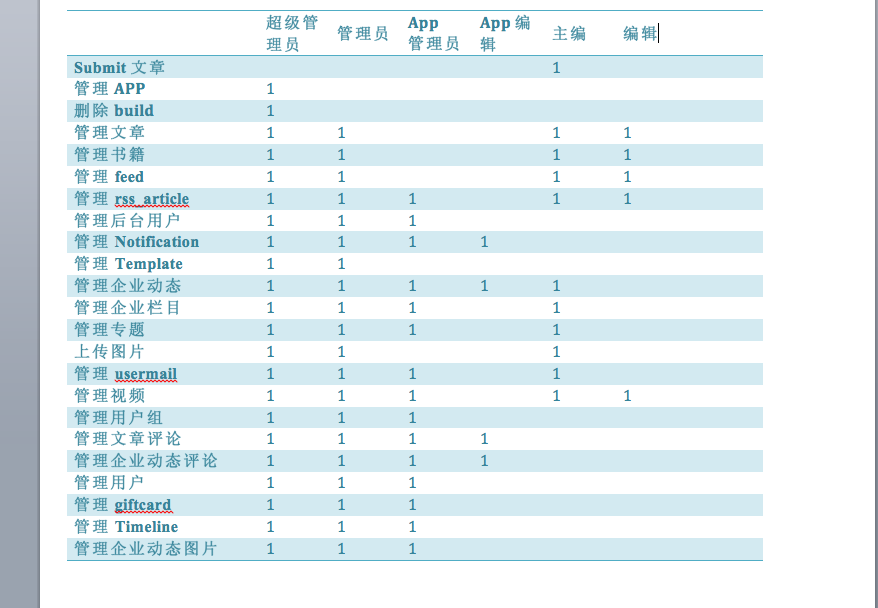 超级管理员 管理员 App 管理员 App 编辑 主编 编辑
Submit 文章 1
管理 APP 1
删除 build 1
管理文章 1 1 1 1
管理书籍 1 1 1 1
管理 feed 1 1 1 1
管理 rss_article 1 1 1 1 1
管理后台用户 1 1 1
管理 Notification 1 1 1 1
管理 Template 1 1
管理企业动态 1 1 1 1 1
管理企业栏目 1 1 1 1
管理专题 1 1 1 1
上传图片 1 1 1
管理 usermail 1 1 1 1
管理视频 1 1 1 1 1
管理用户组 1 1 1
管理文章评论 1 1 1 1
管理企业动态评论 1 1 1 1
管理用户 1 1 1
管理 giftcard 1 1 1
管理 Timeline 1 1 1
管理企业动态图片 1 1 1